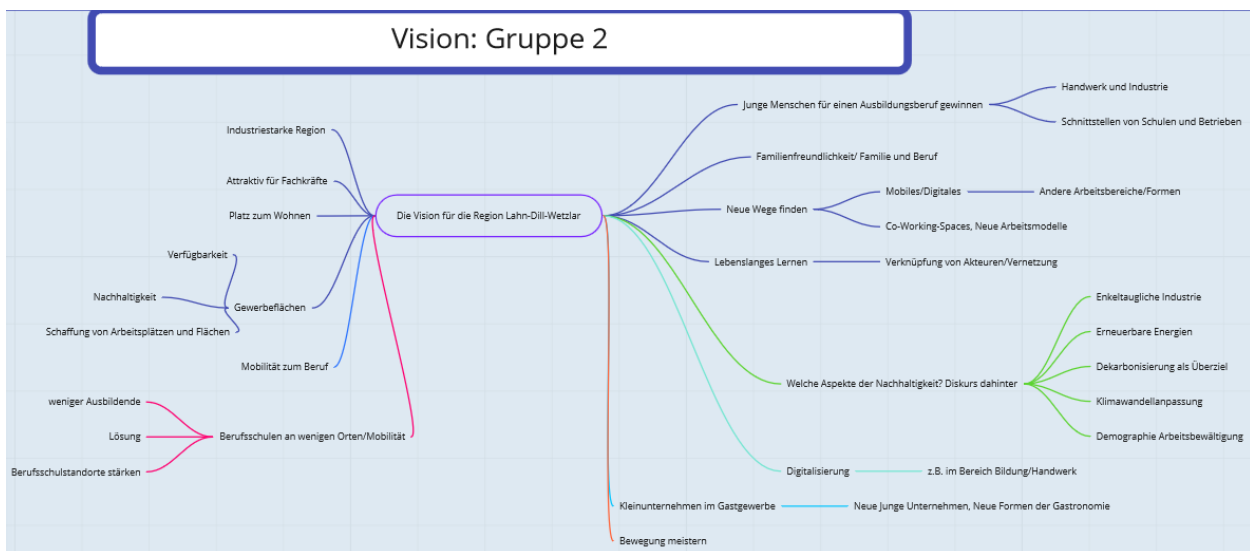 Vision: Gruppe 2
Die Vision für die Region Lahn-Dill-Wetzlar
Industriestarke Region
Attraktiv für Fachkräfte
Platz zum Wohnen
Gewerbeflächen
Verfügbarkeit
Nachhaltigkeit
Schaffung von Arbeitsplätzen und Flächen
Mobilität zum Beruf
Berufsschulen an wenigen Orten/Mobilität
weniger Ausbildende
Lösung
Berufsschulstandorte stärken
Junge Menschen für einen Ausbildungsberuf gewinnen
Handwerk und Industrie
Schnittstellen von Schulen und Betrieben
Familienfreundlichkeit/ Familie und Beruf
Neue Wege finden
Mobiles/Digitales
Andere Arbeitsbereiche/Formen
Co-Working-Spaces, Neue Arbeitsmodelle
Lebenslanges Lernen
Verknüpfung von Akteuren/Vernetzung
Welche Aspekte der Nachhaltigkeit? Diskurs dahinter
Enkeltaugliche Industrie
Erneuerbare Energien
Dekarbonisierung als Überziel
Klimawandelanpassung
Demographie Arbeitsbewältigung
Digitalisierung
z.B. im Bereich Bildung/Handwerk
Kleinunternehmen im Gastgewerbe
Neue Junge Unternehmen, Neue Formen der Gastronomie
Bewegung meistern